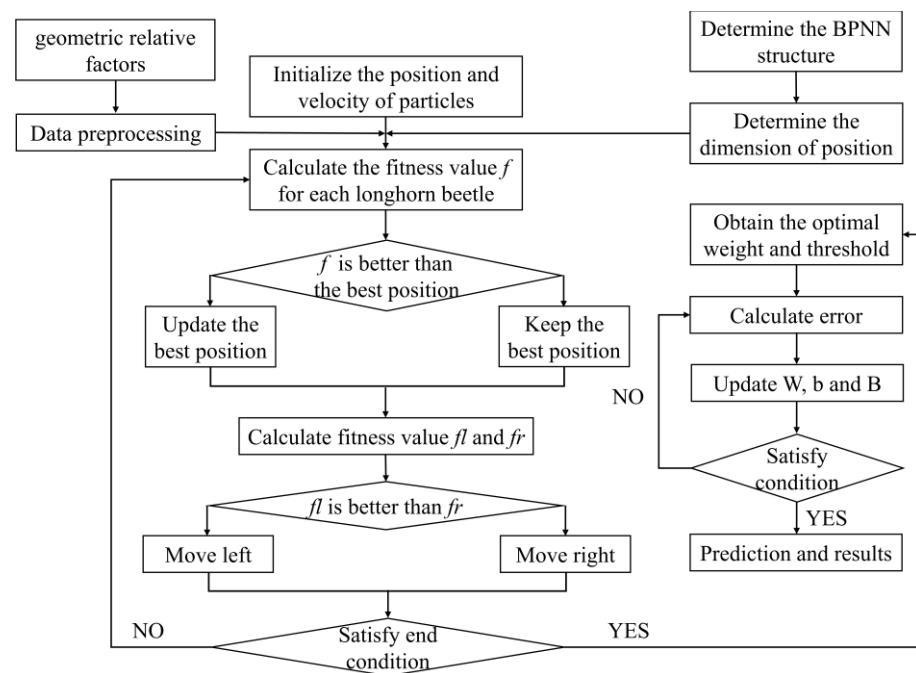 geometric relative
factors
Data preprocessing
Initialize the position and
velocity of particles
Determine the BPNN
structure
Determine the
dimension of position
Calculate the fitness value f
for each longhorn beetle
f is better than
the best position
Update the
best position
Keep the
best position
Calculate fitness value fl and fr
fl is better than fr
Move left
Move right
Satisfy end
condition
NO
YES
Obtain the optimal
weight and threshold
Calculate error
Update W, b and B
NO
Satisfy
condition
YES
Prediction and results